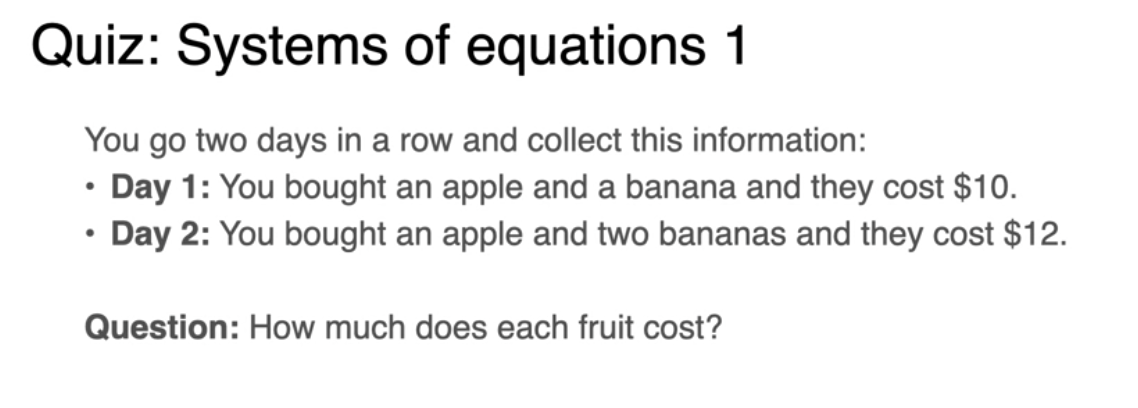 Quiz: Systems of equations 1
You go two days in a row and collect this information:
• Day 1: You bought an apple and a banana and they cost $10.
• Day 2: You bought an apple and two bananas and they cost $12.
Question: How much does each fruit cost?